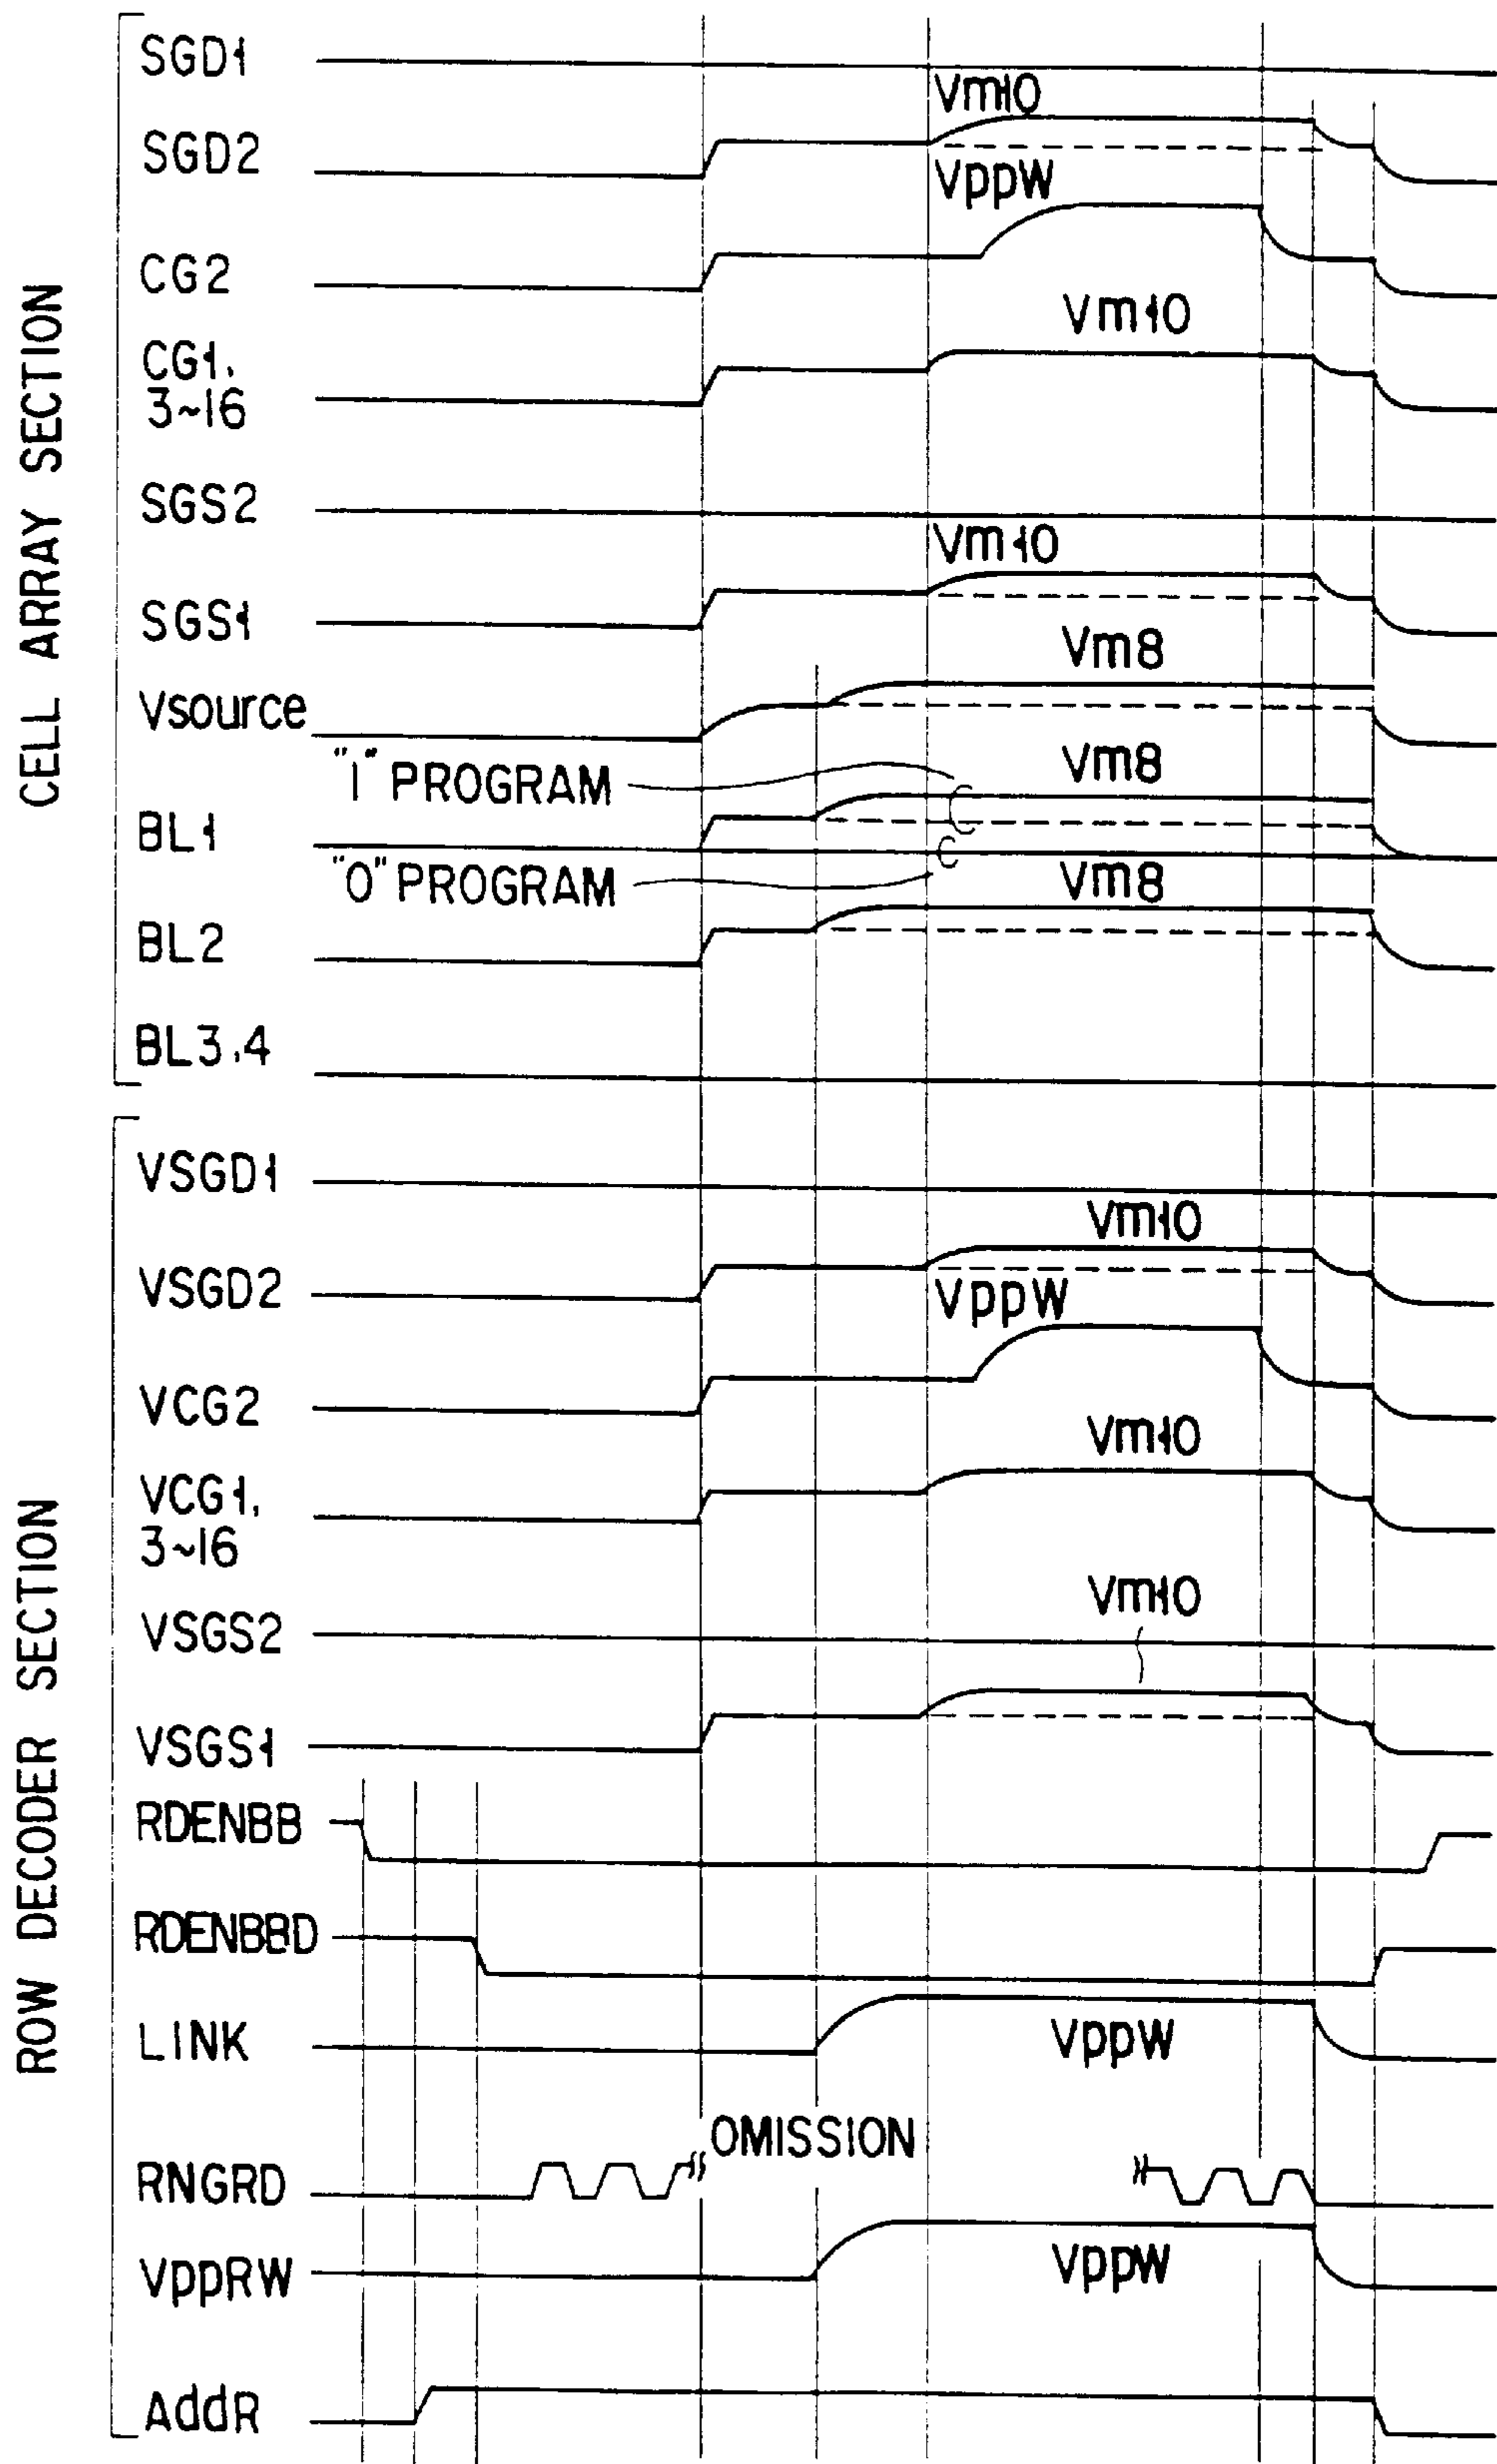 CELL ARRAY SECTION
SGD1
Vm10
SGD2
VppW
CG2
Vm10
CG1,
3~16
SGS2
Vm10
SGS1
Vm8
Vsource
"1" PROGRAM
Vm8
BL1
"0" PROGRAM
Vm8
BL2
BL3,4
ROW DECODER SECTION
VSGD1
Vm10
VSGD2
VppW
VCG2
Vm10
VCG1,
3~16
Vm10
VSGS2
VSGS1
RDENBB
RDENBBD
LINK
VppW
OMISSION
RNGRD
VppRW
VppW
AddR